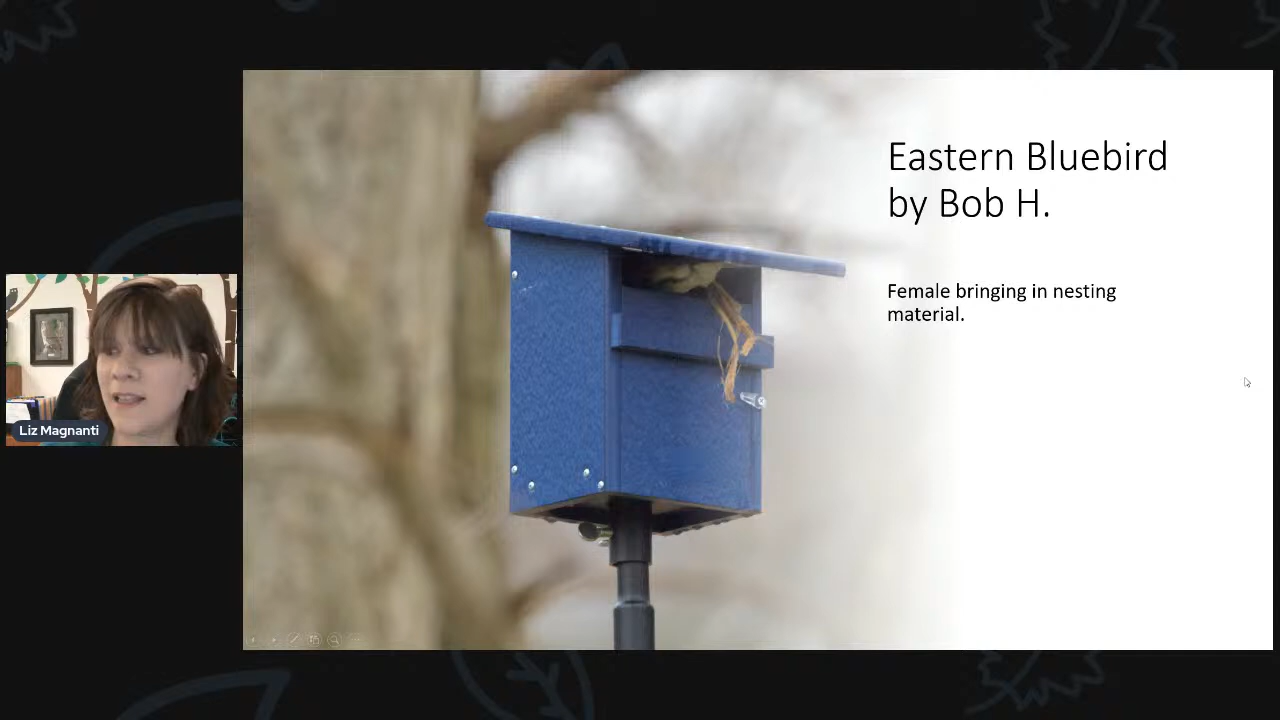 Eastern Bluebird
by Bob H.
Female bringing in nesting
material.
Liz Magnanti